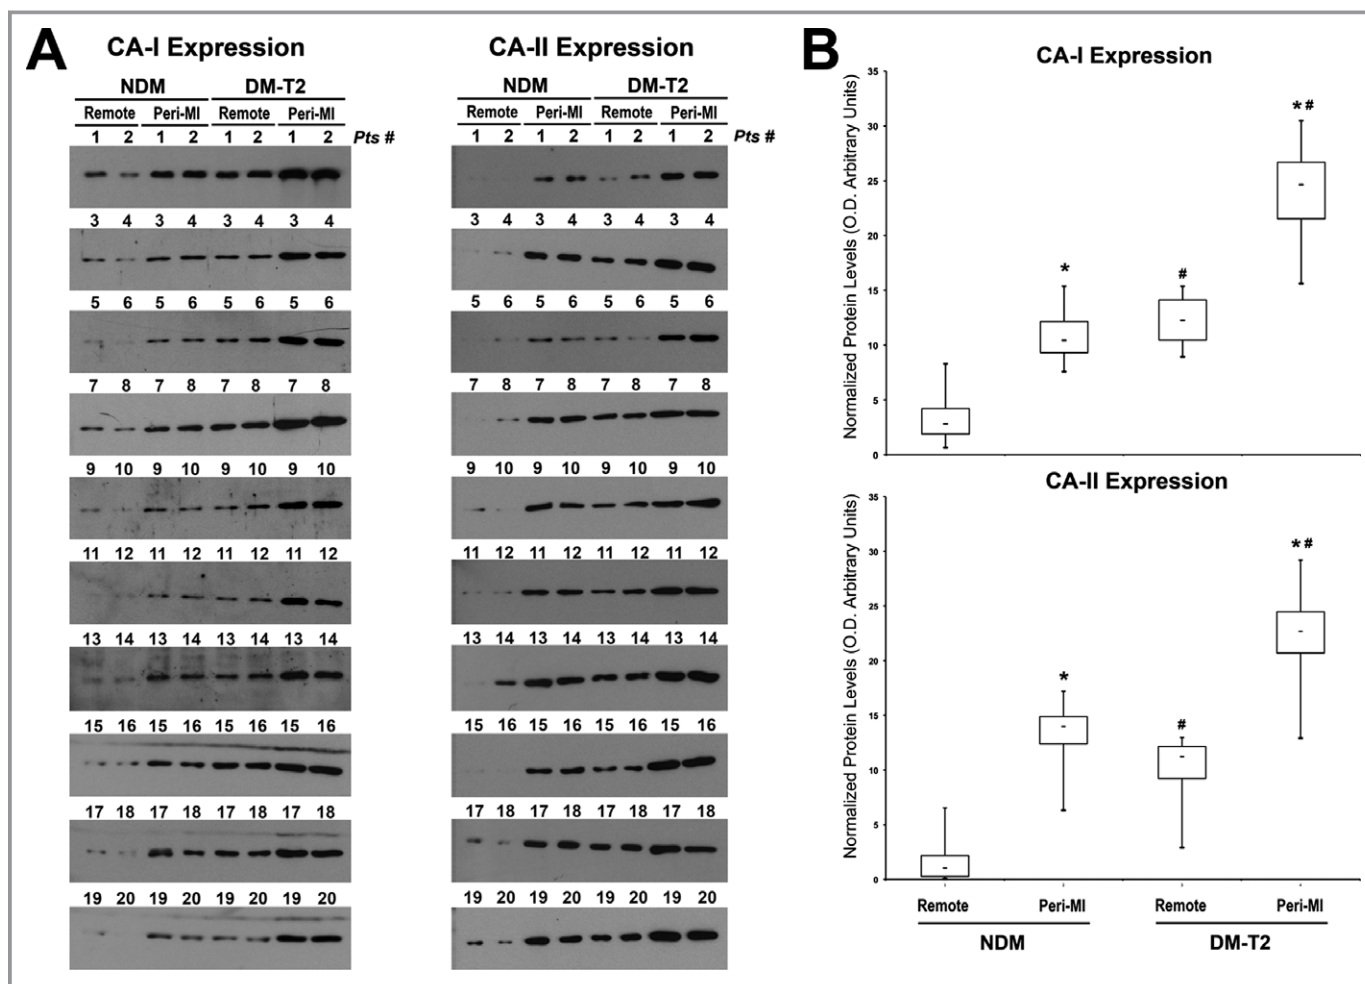 A
CA-I Expression
NDM DM-T2
Remote Peri-MI Remote Peri-MI
1 2 1 2 1 2 1 2 Pts #
3 4 3 4 3 4 3 4
5 6 5 6 5 6 5 6
7 8 7 8 7 8 7 8
9 10 9 10 9 10 9 10
11 12 11 12 11 12 11 12
13 14 13 14 13 14 13 14
15 16 15 16 15 16 15 16
17 18 17 18 17 18 17 18
19 20 19 20 19 20 19 20
CA-II Expression
NDM DM-T2
Remote Peri-MI Remote Peri-MI
1 2 1 2 1 2 1 2 Pts #
3 4 3 4 3 4 3 4
5 6 5 6 5 6 5 6
7 8 7 8 7 8 7 8
9 10 9 10 9 10 9 10
11 12 11 12 11 12 11 12
13 14 13 14 13 14 13 14
15 16 15 16 15 16 15 16
17 18 17 18 17 18 17 18
19 20 19 20 19 20 19 20
B
CA-I Expression
Normalized Protein Levels (O.D. Arbitrary Units)
35
30
25
20
15
10
5
0
*
#
* #
CA-II Expression
Normalized Protein Levels (O.D. Arbitrary Units)
35
30
25
20
15
10
5
0
*
#
* #
Remote Peri-MI Remote Peri-MI
NDM DM-T2